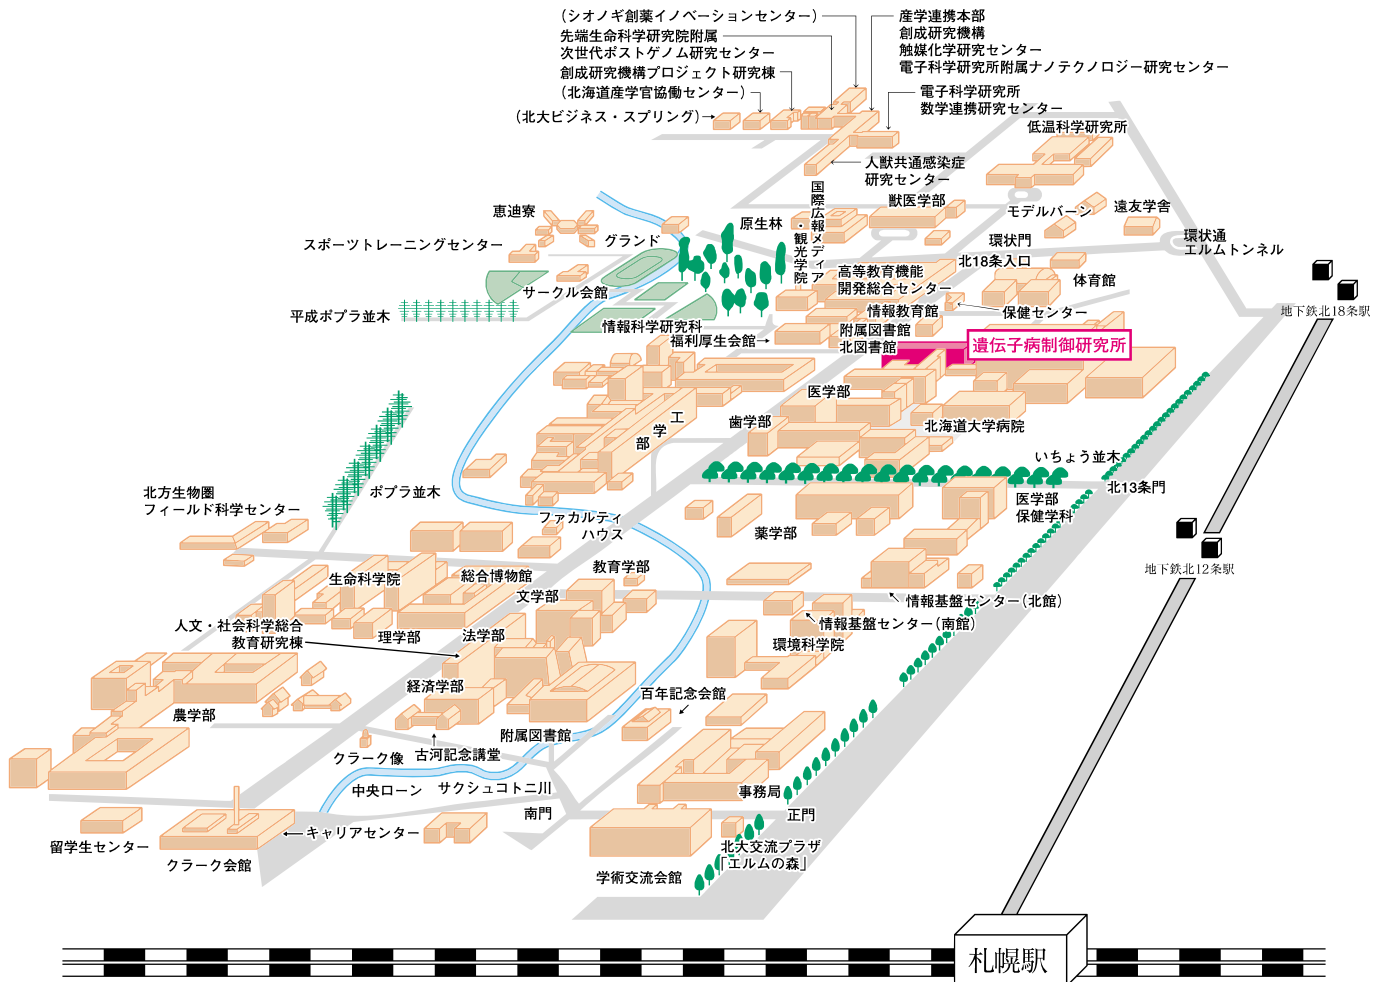 (シオノギ創薬イノベーションセンター)
先端生命科学研究院附属
次世代ポストゲノム研究センター
創成研究機構プロジェクト研究棟
(北海道産学官協働センター)
(北大ビジネス・スプリング)
産学連携本部
創成研究機構
触媒化学研究センター
電子科学研究所附属ナノテクノロジー研究センター
電子科学研究所
数学連携研究センター
低温科学研究所
人獣共通感染症
研究センター
国際広報メディア
・観光学院
獣医学部
モデルバーン
遠友学舎
恵迪寮
原生林
グランド
スポーツトレーニングセンター
環状門
環状通
エルムトンネル
北18条入口
高等教育機能
開発総合センター
体育館
サークル会館
情報教育館
保健センター
平成ポプラ並木
情報科学研究科
福利厚生会館
附属図書館
北図書館
地下鉄北18条駅
遺伝子病制御研究所
医学部
工学部
歯学部
北海道大学病院
いちょう並木
北13条門
ポプラ並木
北方生物圏
フィールド科学センター
ファカルティ
ハウス
薬学部
医学部
保健学科
地下鉄北12条駅
生命科学院
総合博物館
教育学部
文学部
情報基盤センター(北館)
情報基盤センター(南館)
環境科学院
人文・社会科学総合
教育研究棟
理学部
法学部
経済学部
百年記念会館
農学部
附属図書館
古河記念講堂
クラーク像
中央ローン
サクシュコトニ川
南門
事務局
正門
キャリアセンター
留学生センター
クラーク会館
北大交流プラザ
「エルムの森」
学術交流会館
札幌駅